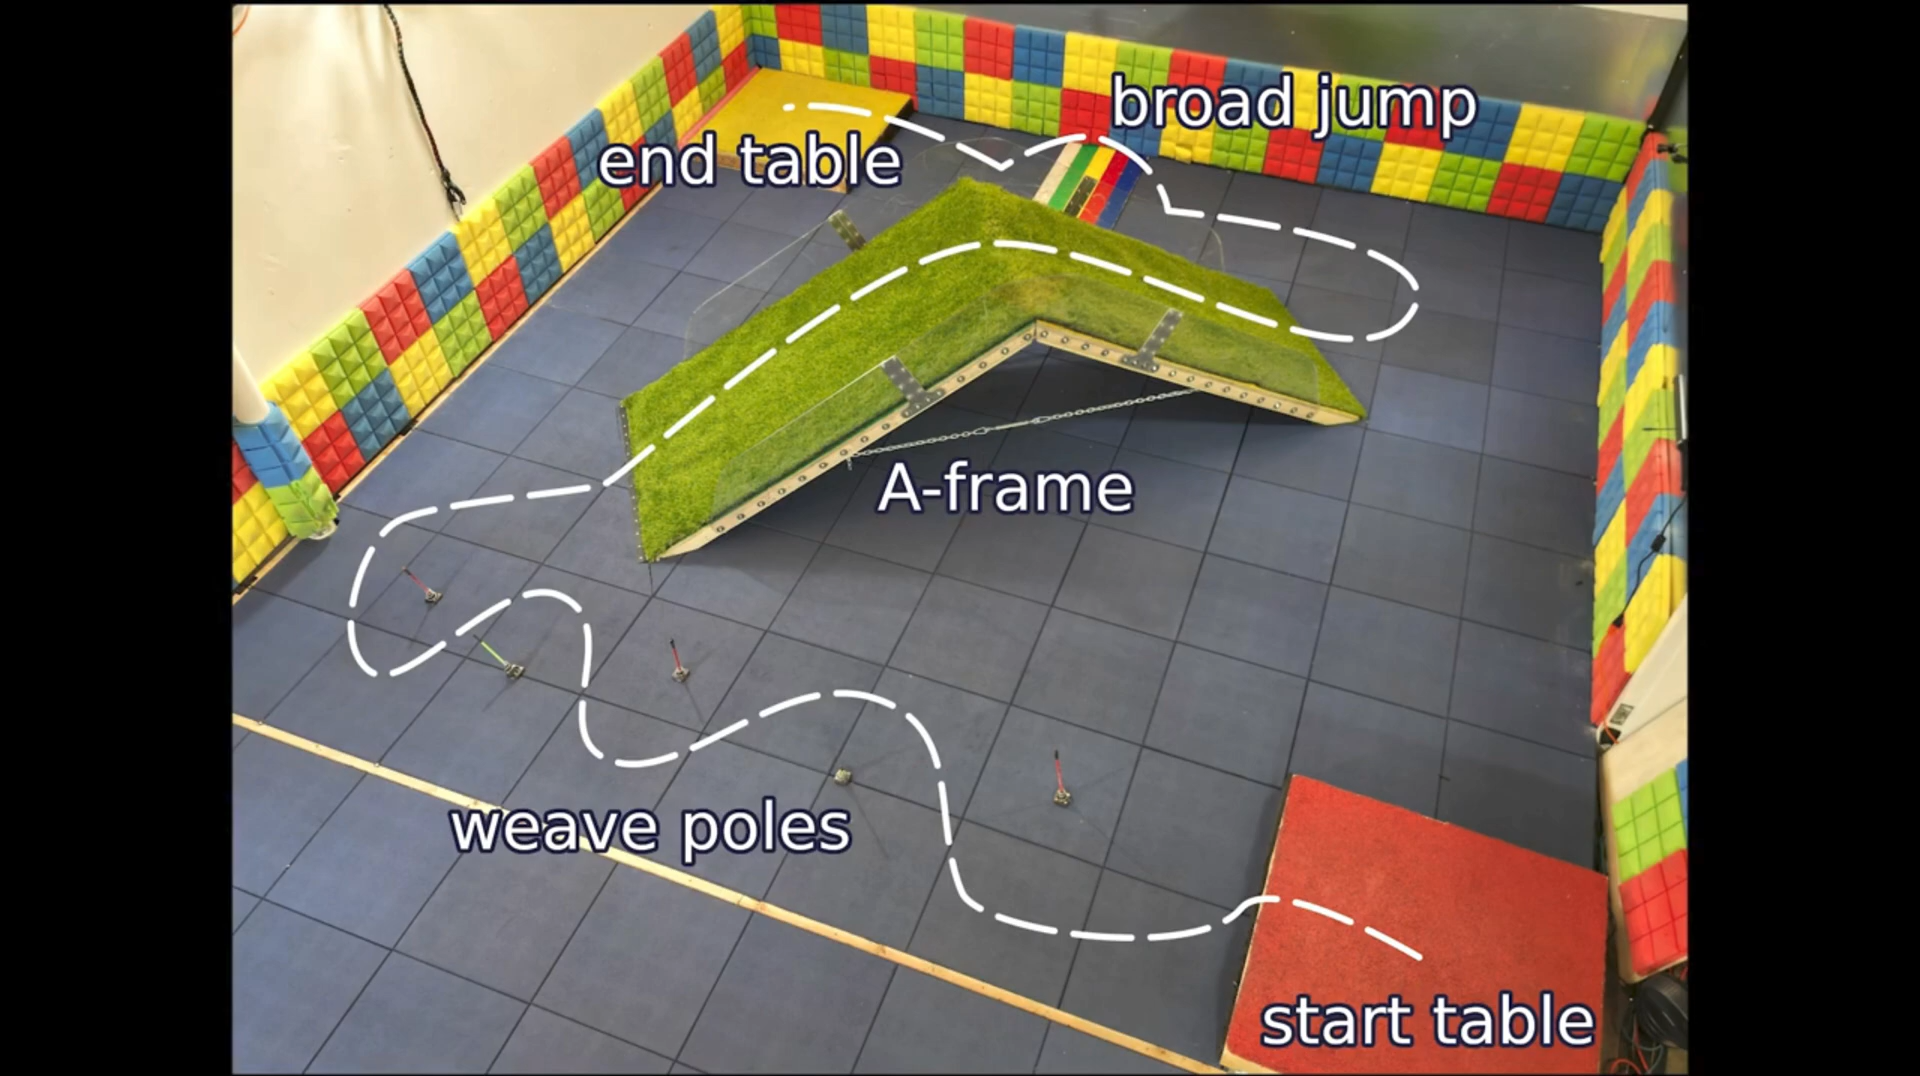 broad jump
end table
A-frame
weave poles
start table